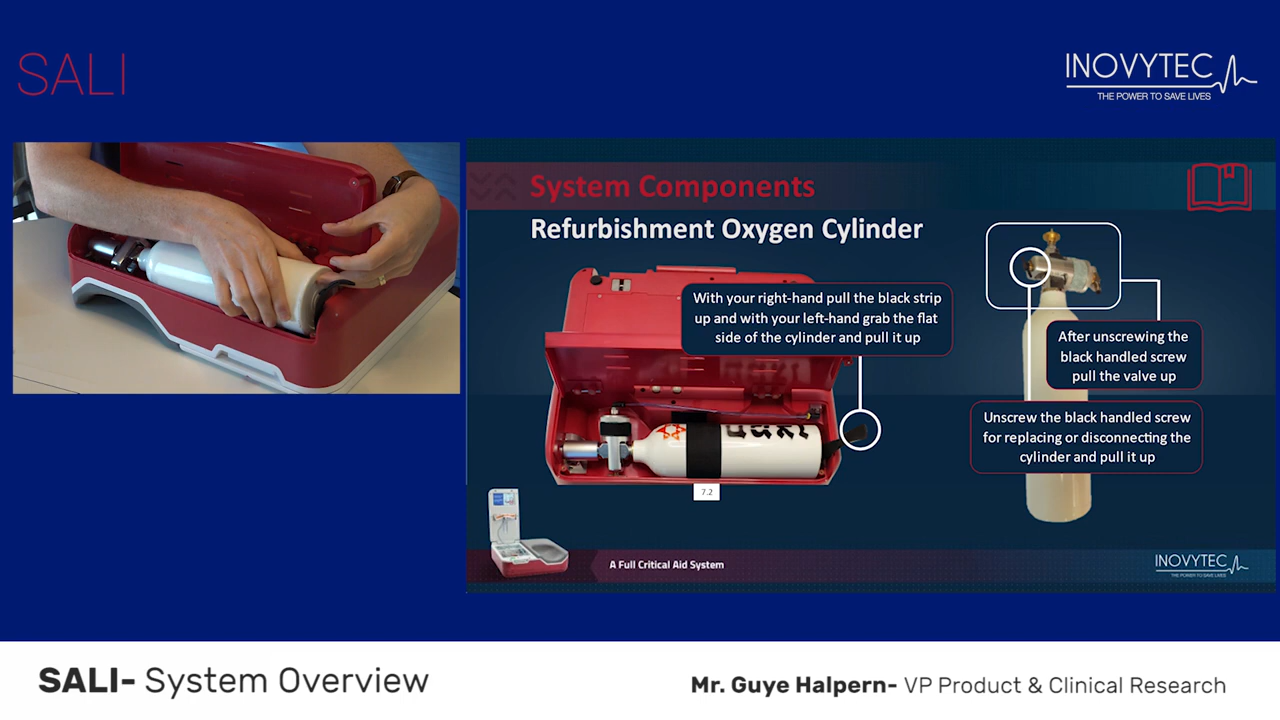 SALI
INOVYTEC
THE POWER TO SAVE LIVES
System Components
Refurbishment Oxygen Cylinder
With your right-hand pull the black strip
up and with your left-hand grab the flat
side of the cylinder and pull it up
After unscrewing the
black handled screw
pull the valve up
Unscrew the black handled screw
for replacing or disconnecting the
cylinder and pull it up
7.2
A Full Critical Aid System
INOVYTEC
THE POWER TO SAVE LIVES
SALI- System Overview
Mr. Guye Halpern- VP Product & Clinical Research